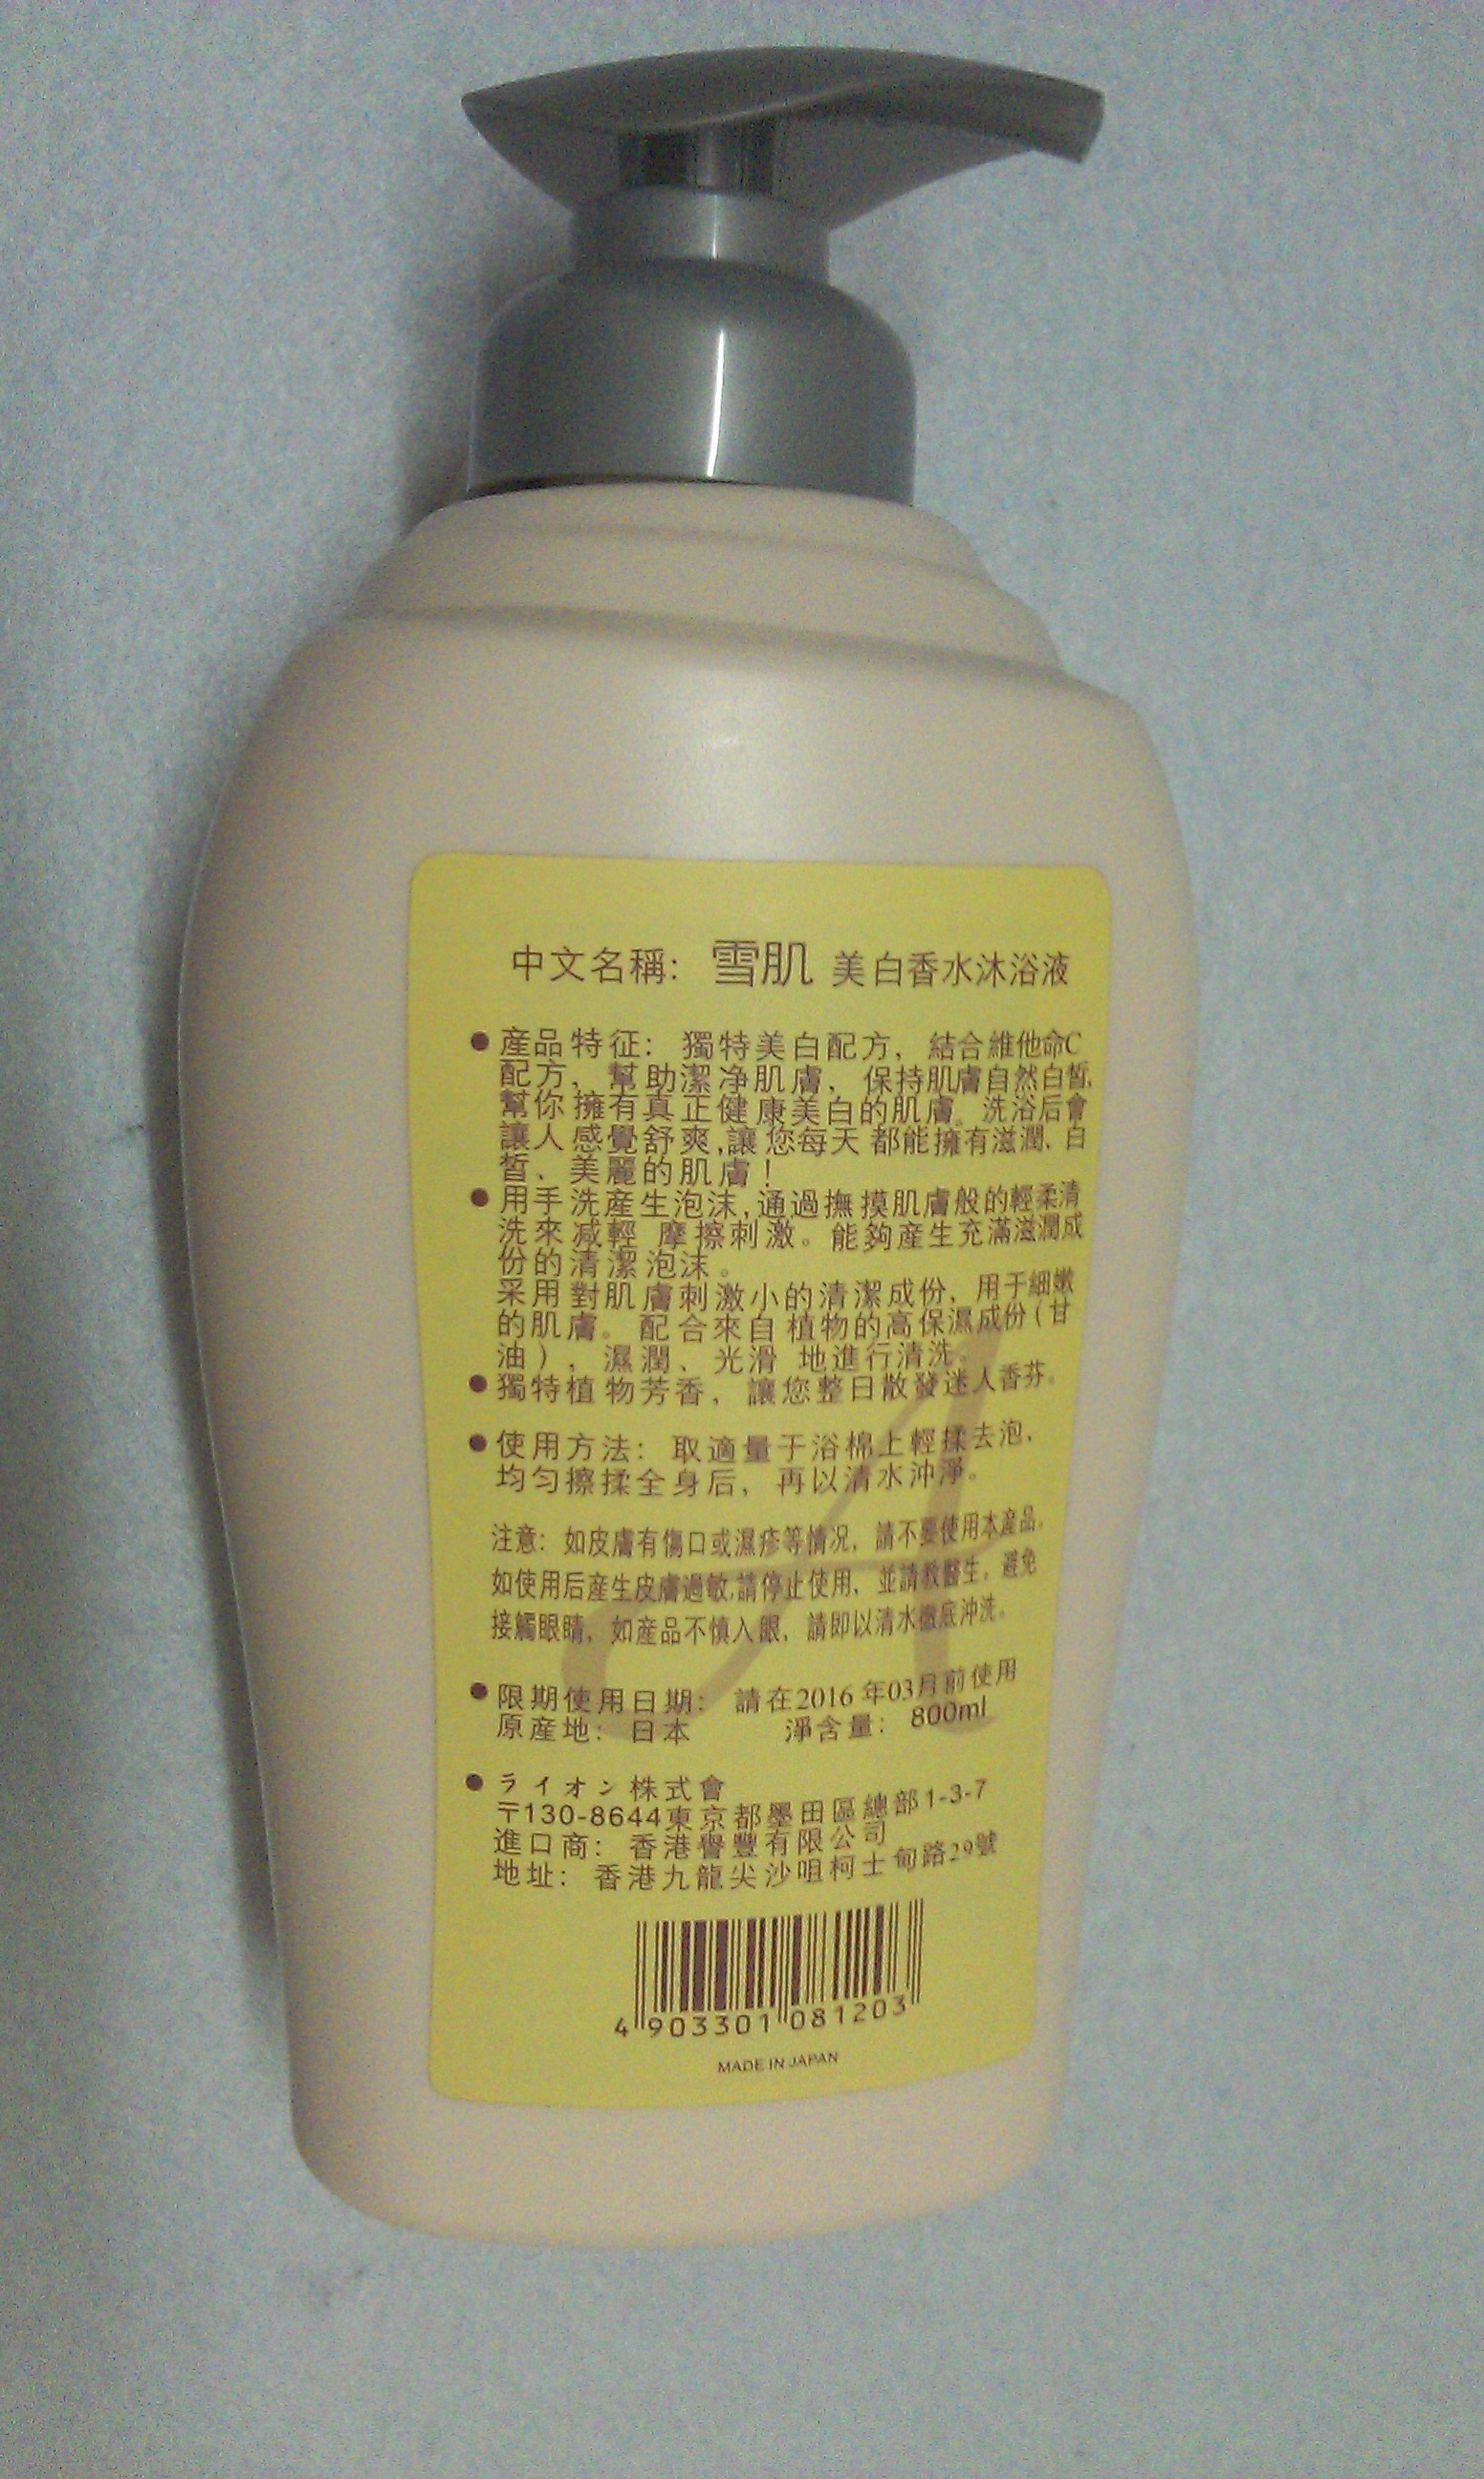 中文名稱：雪肌 美白香水沐浴液
●産品特征：獨特美白配方，結合維他命C
配方，幫助潔净肌膚，保持肌膚自然白皙,
幫你擁有真正健康美白的肌膚。洗浴后會
讓人感覺舒爽,讓您每天都能擁有滋潤、白
皙、美麗的肌膚！
●用手洗産生泡沫,通過撫摸肌膚般的輕柔清
洗來减輕 摩擦刺激。能夠産生充滿滋潤成
份的清潔泡沫。
采用對肌膚刺激小的清潔成份，用于細嫩
的肌膚。配合來自植物的高保濕成份(甘
油)，濕潤、光滑 地進行清洗。
●獨特植物芳香，讓您整日散發迷人香芬。
●使用方法：取適量于浴棉上輕揉去泡，
均匀擦揉全身后，再以清水沖淨。
注意：如皮膚有傷口或濕疹等情况，請不要使用本産品。
如使用后産生皮膚過敏,請停止使用，並請教醫生。避免
接觸眼睛，如産品不慎入眼，請即以清水徹底沖洗。
●限期使用日期：請在2016年03月前使用
原産地：日本 淨含量：800ml
●ライオン株式會
〒130-8644東京都墨田區總部1-3-7
進口商：香港譽豐有限公司
地址：香港九龍尖沙咀柯士甸路29號
4 903301 081203
MADE IN JAPAN